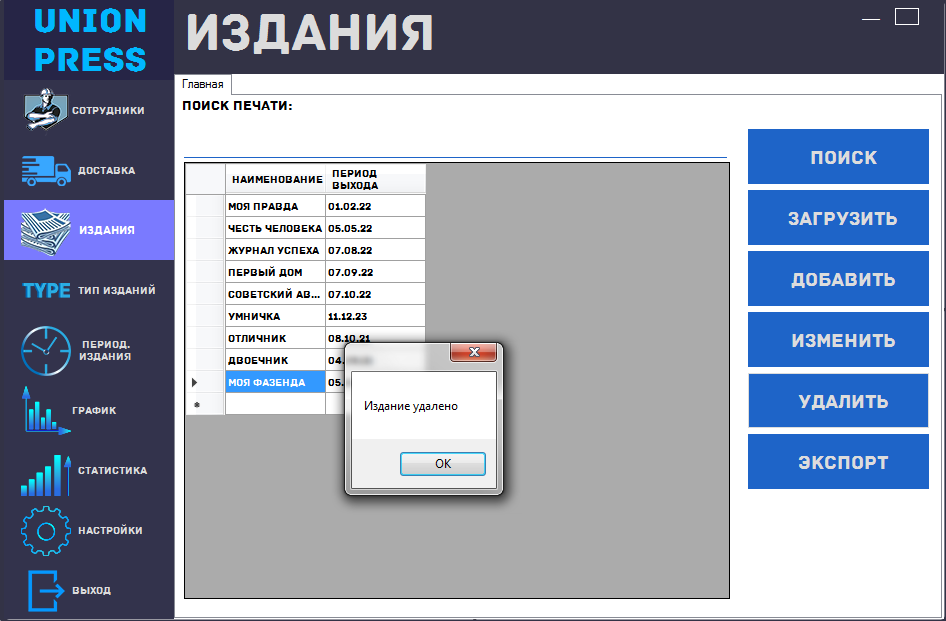 UNION
PRESS
ИЗДАНИЯ
СОТРУДНИКИ
ДОСТАВКА
ИЗДАНИЯ
TYPE ТИП ИЗДАНИЙ
ПЕРИОД.
ИЗДАНИЯ
ГРАФИК
СТАТИСТИКА
НАСТРОЙКИ
ВЫХОД
Главная
ПОИСК ПЕЧАТИ:
НАИМЕНОВАНИЕ ПЕРИОД
ВЫХОДА
МОЯ ПРАВДА 01.02.22
ЧЕСТЬ ЧЕЛОВЕКА 05.05.22
ЖУРНАЛ УСПЕХА 07.08.22
ПЕРВЫЙ ДОМ 07.09.22
СОВЕТСКИЙ АВ... 07.10.22
УМНИЧКА 11.12.23
ОТЛИЧНИК 08.10.21
ДВОЕЧНИК 04.
МОЯ ФАЗЕНДА 05.
Издание удалено
OK
ПОИСК
ЗАГРУЗИТЬ
ДОБАВИТЬ
ИЗМЕНИТЬ
УДАЛИТЬ
ЭКСПОРТ